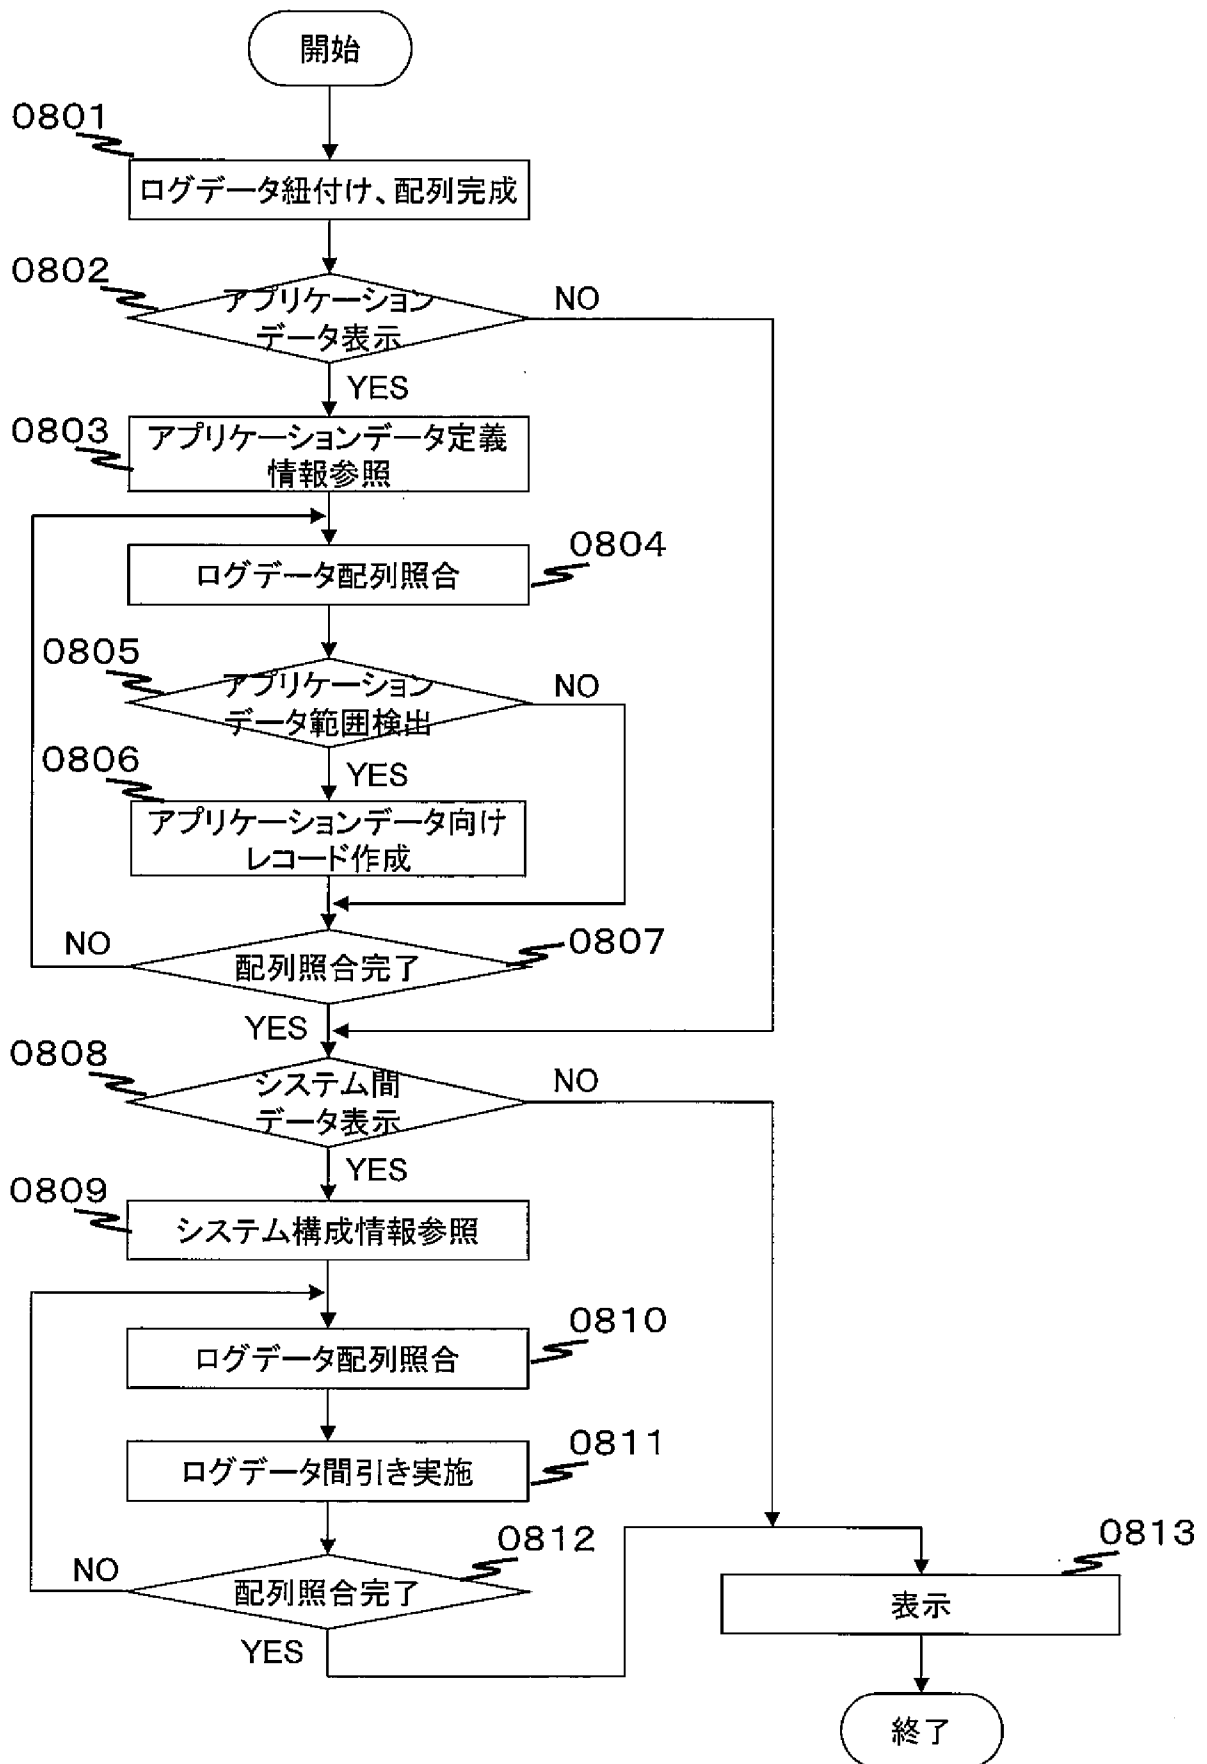 開始
0801
ログデータ紐付け、配列完成
0802
アプリケーション
データ表示
NO
YES
0803
アプリケーションデータ定義
情報参照
0804
ログデータ配列照合
0805
アプリケーション
データ範囲検出
NO
YES
0806
アプリケーションデータ向け
レコード作成
NO
0807
配列照合完了
YES
0808
システム間
データ表示
NO
YES
0809
システム構成情報参照
0810
ログデータ配列照合
0811
ログデータ間引き実施
0812
NO
配列照合完了
YES
0813
表示
終了